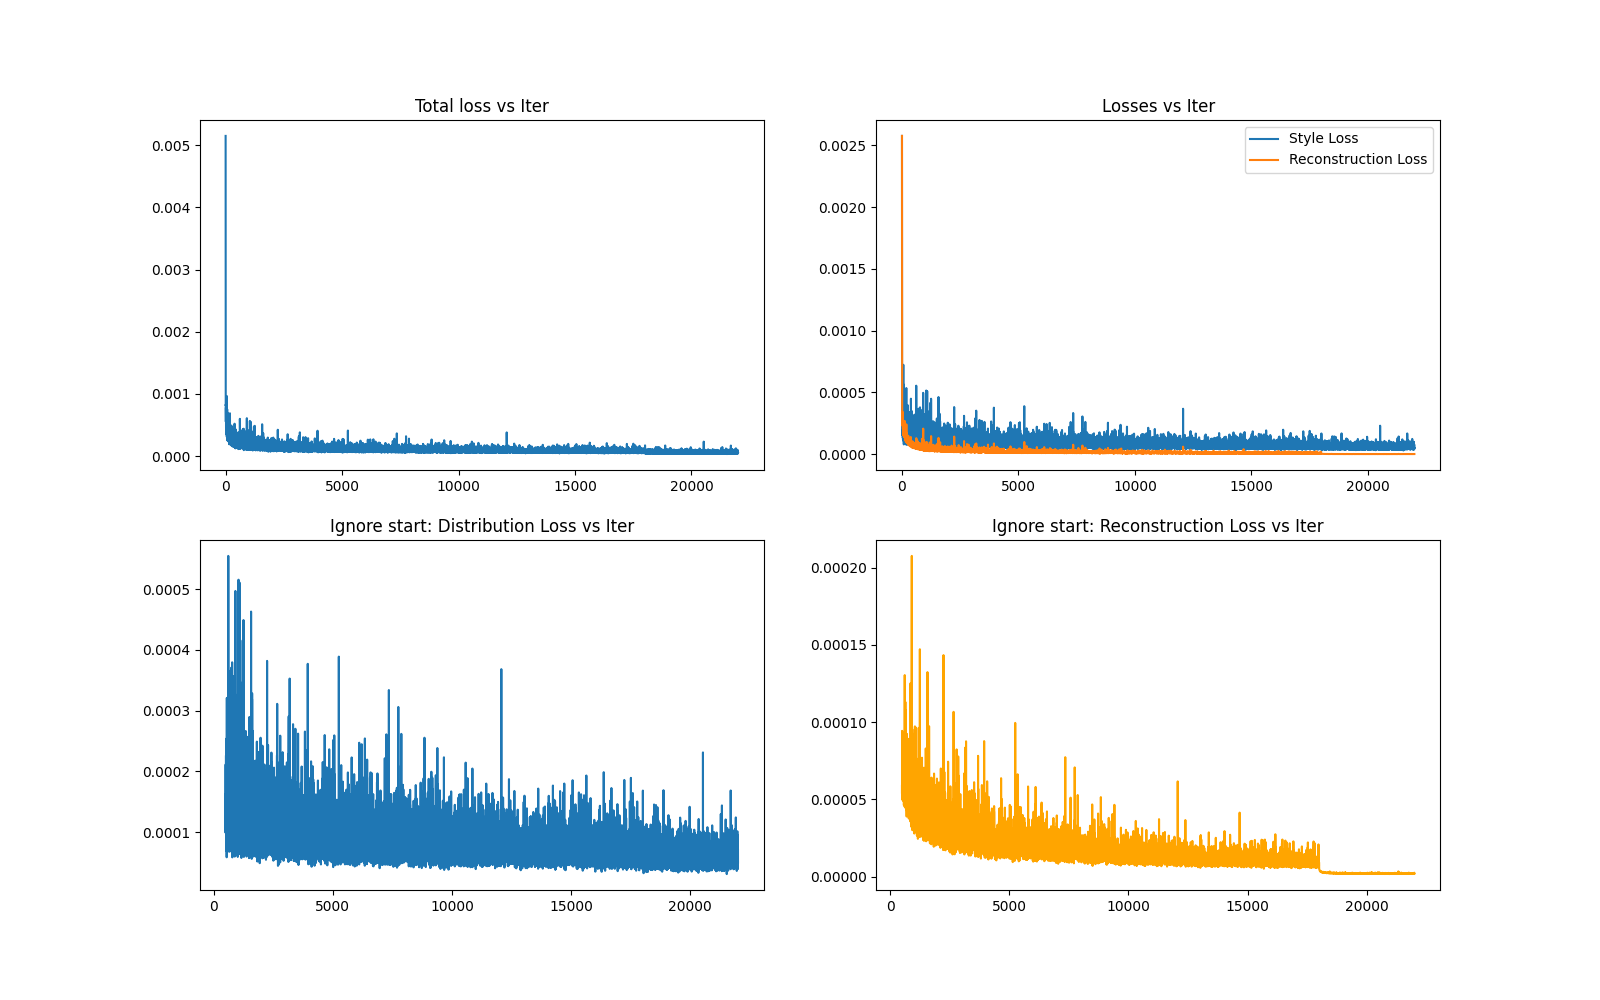 Total loss vs Iter
0.005
0.004
0.003
0.002
0.001
0.000
0 5000 10000 15000 20000
Losses vs Iter
Style Loss
Reconstruction Loss
0.0025
0.0020
0.0015
0.0010
0.0005
0.0000
0 5000 10000 15000 20000
Ignore start: Distribution Loss vs Iter
0.0005
0.0004
0.0003
0.0002
0.0001
0 5000 10000 15000 20000
Ignore start: Reconstruction Loss vs Iter
0.00020
0.00015
0.00010
0.00005
0.00000
0 5000 10000 15000 20000